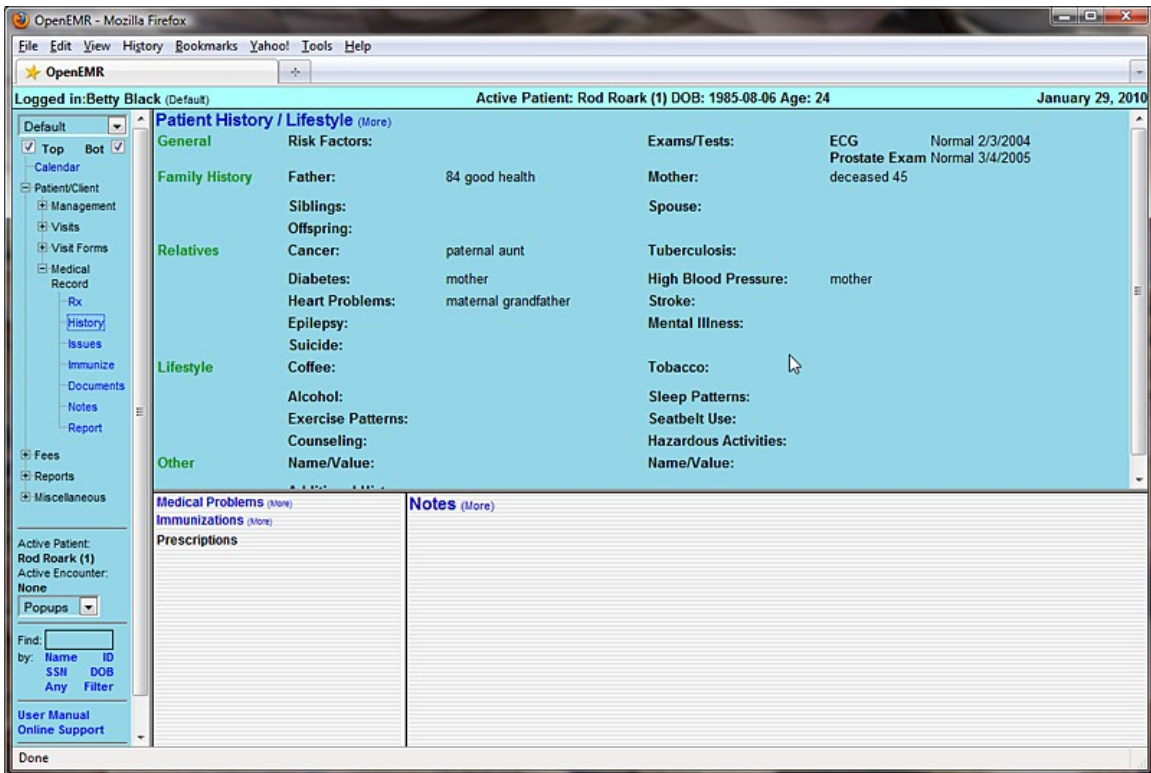 OpenEMR - Mozilla Firefox
File Edit View History Bookmarks Yahoo! Tools Help
OpenEMR
Logged in:Betty Black (Default) Active Patient: Rod Roark (1) DOB: 1985-08-06 Age: 24 January 29, 2010
Default
Top Bot
Calendar
Patient/Client
Management
Visits
Visit Forms
Medical
Record
Rx
History
Issues
Immunize
Documents
Notes
Report
Fees
Reports
Miscellaneous
Active Patient:
Rod Roark (1)
Active Encounter:
None
Popups
Find:
by: Name ID
SSN DOB
Any Filter
User Manual
Online Support
Patient History / Lifestyle (More)
General Risk Factors: Exams/Tests: ECG Normal 2/3/2004
Prostate Exam Normal 3/4/2005
Family History Father: 84 good health Mother: deceased 45
Siblings: Spouse:
Offspring:
Relatives Cancer: paternal aunt Tuberculosis:
Diabetes: mother High Blood Pressure: mother
Heart Problems: maternal grandfather Stroke:
Epilepsy: Mental Illness:
Suicide:
Lifestyle Coffee: Tobacco:
Alcohol: Sleep Patterns:
Exercise Patterns: Seatbelt Use:
Counseling: Hazardous Activities:
Other Name/Value: Name/Value:
Medical Problems (More)
Immunizations (More)
Prescriptions
Notes (More)
Done